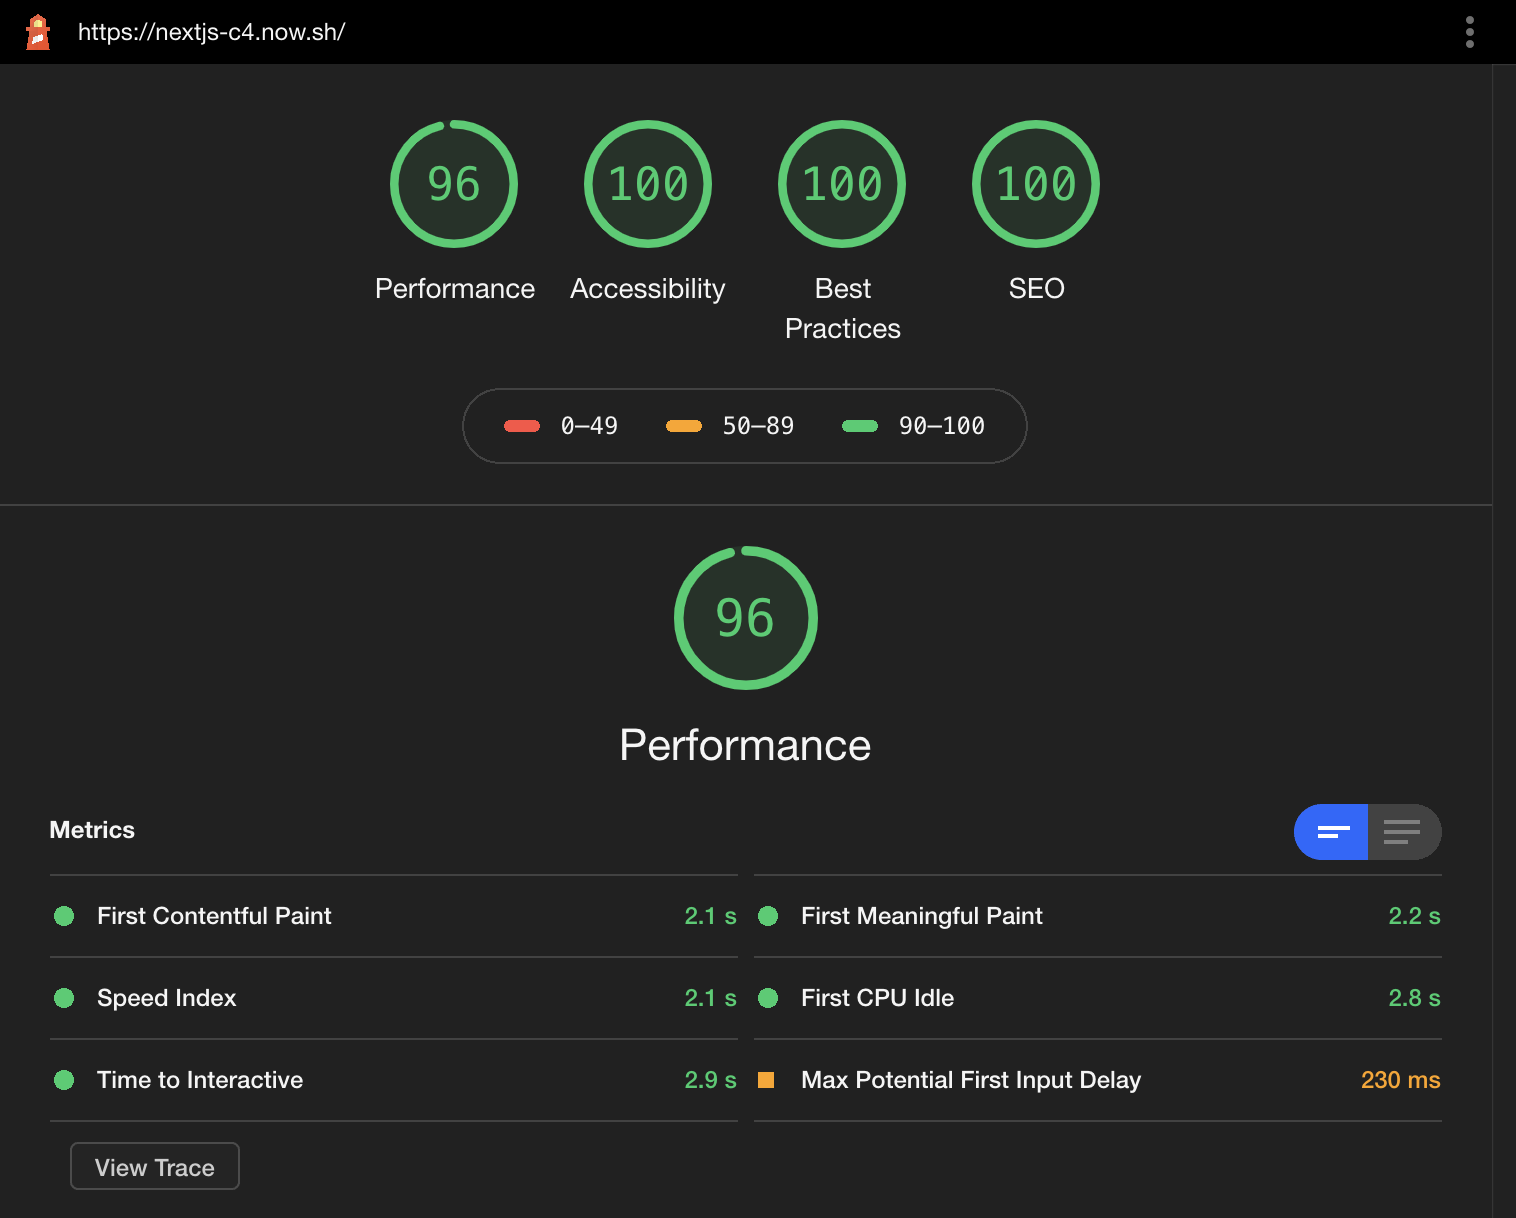 https://nextjs-c4.now.sh/
96
100
100
100
Performance
Accessibility
Best
Practices
SEO
0–49
50–89
90–100
96
Performance
Metrics
First Contentful Paint 2.1 s
First Meaningful Paint 2.2 s
Speed Index 2.1 s
First CPU Idle 2.8 s
Time to Interactive 2.9 s
Max Potential First Input Delay 230 ms
View Trace